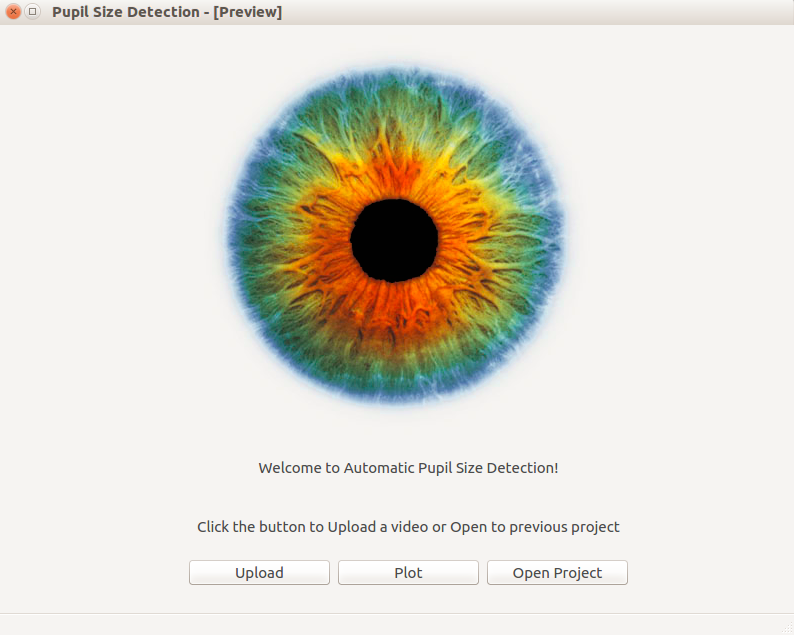 Pupil Size Detection - [Preview]
Welcome to Automatic Pupil Size Detection!
Click the button to Upload a video or Open to previous project
Upload
Plot
Open Project